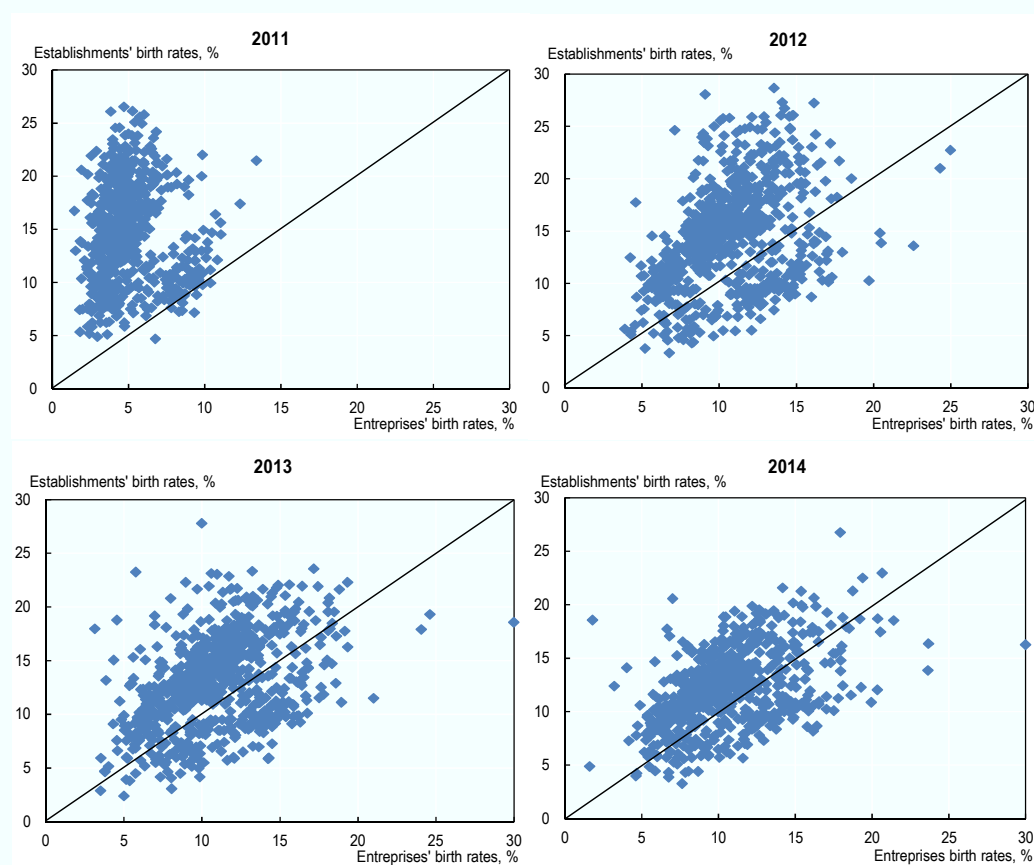 2011
Establishments' birth rates, %
30
25
20
15
10
5
0
0 5 10 15 20 25 30
Entreprises' birth rates, %
2012
Establishments' birth rates, %
30
25
20
15
10
5
0
0 5 10 15 20 25 30
Entreprises' birth rates, %
2013
Establishments' birth rates, %
30
25
20
15
10
5
0
0 5 10 15 20 25 30
Entreprises' birth rates, %
2014
Establishments' birth rates, %
30
25
20
15
10
5
0
0 5 10 15 20 25 30
Entreprises birth rates, %